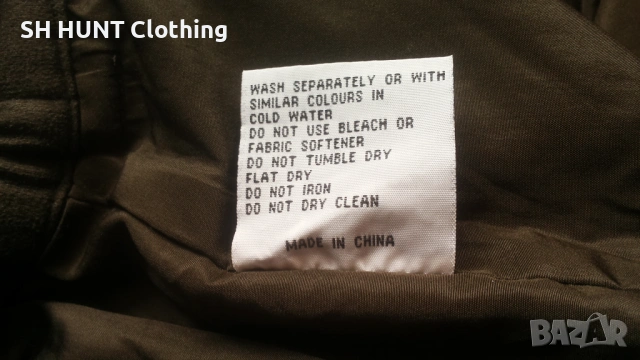 SH HUNT Clothing
WASH SEPARATELY OR WITH
SIMILAR COLOURS IN
COLD WATER
DO NOT USE BLEACH OR
FABRIC SOFTENER
DO NOT TUMBLE DRY
FLAT DRY
DO NOT IRON
DO NOT DRY CLEAN
MADE IN CHINA
BAZAR